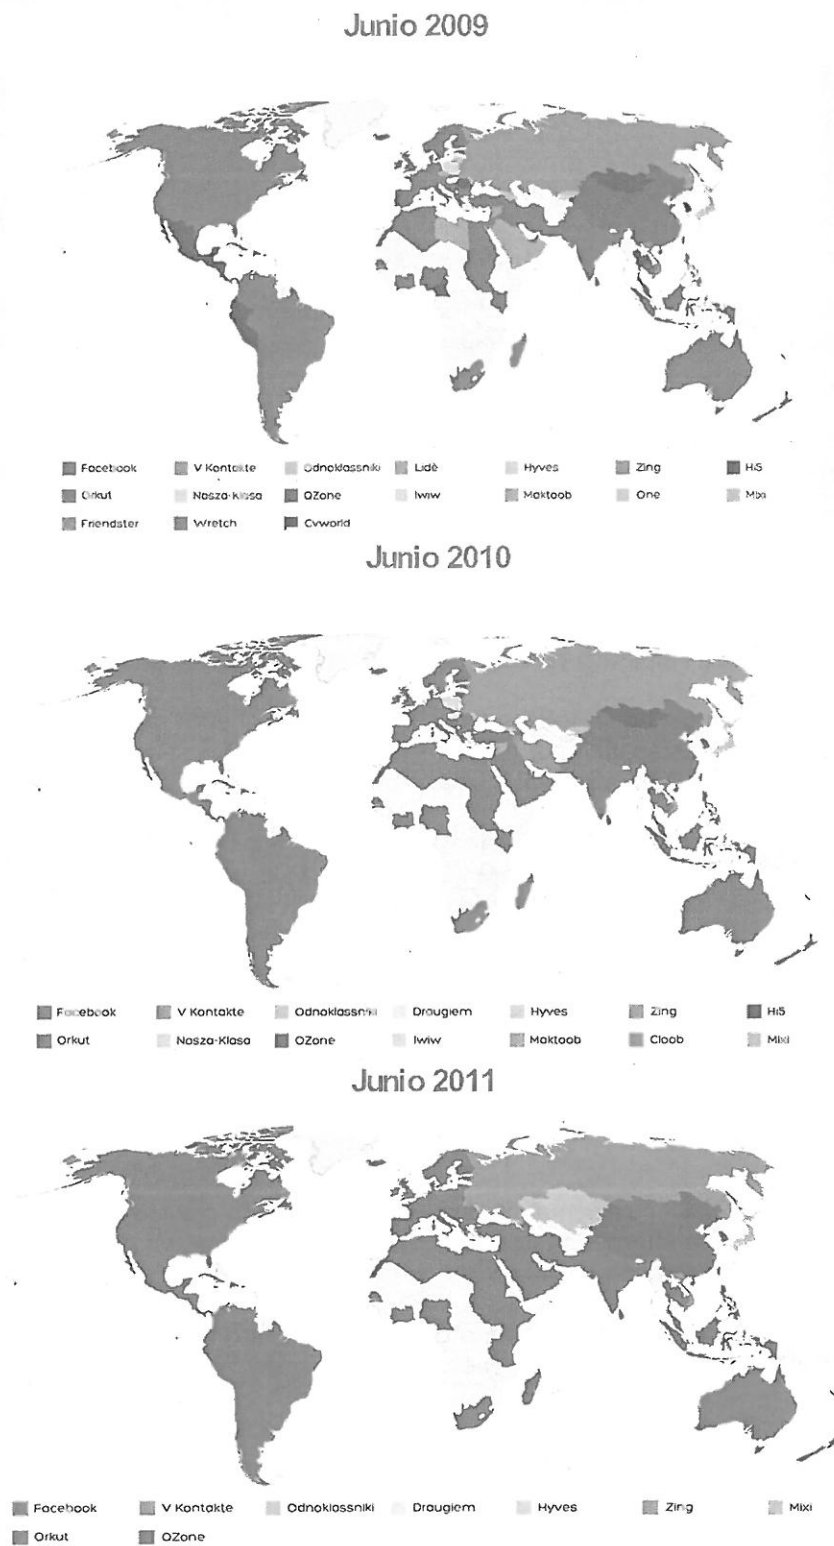 Junio 2009
Facebook V Kontakte Odnoklassniki Lidé Hyves Zing Hi5
Orkut Nasza-klasa QZone Iwiw Maktoob One Mixi
Friendster Wretch Cyworld
Junio 2010
Facebook V Kontakte Odnoklassniki Draugiem Hyves Zing Hi5
Orkut Nasza-Klasa QZone Iwiw Maktoob Cloob Mixi
Junio 2011
Facebook V Kontakte Odnoklassniki Draugiem Hyves Zing Mixi
Orkut QZone